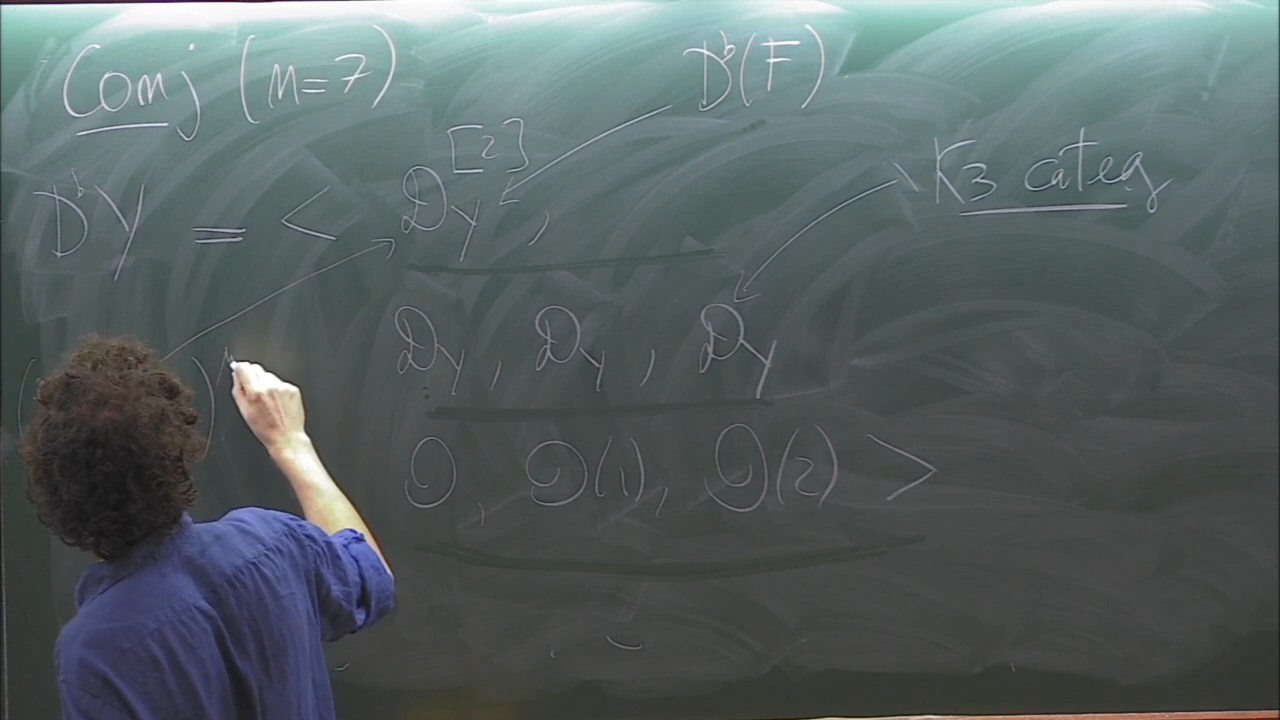 Conj (n=7)
D^b(F)
K3 categ
D^b Y = < 𝒟_Y^[2],
𝒟_Y, 𝒟_Y, 𝒟_Y
( )
𝒪, 𝒪(1), 𝒪(2) >